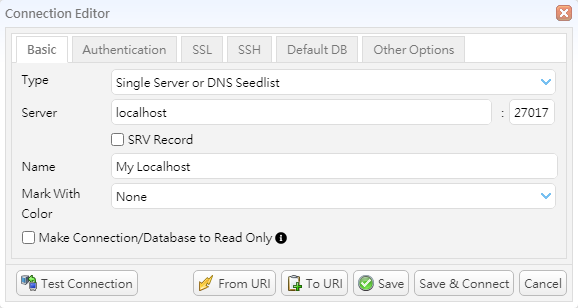 Connection Editor
Basic Authentication SSL SSH Default DB Other Options
Type Single Server or DNS Seedlist
Server localhost : 27017
SRV Record
Name My Localhost
Mark With Color None
Make Connection/Database to Read Only
Test Connection From URI To URI Save Save & Connect Cancel